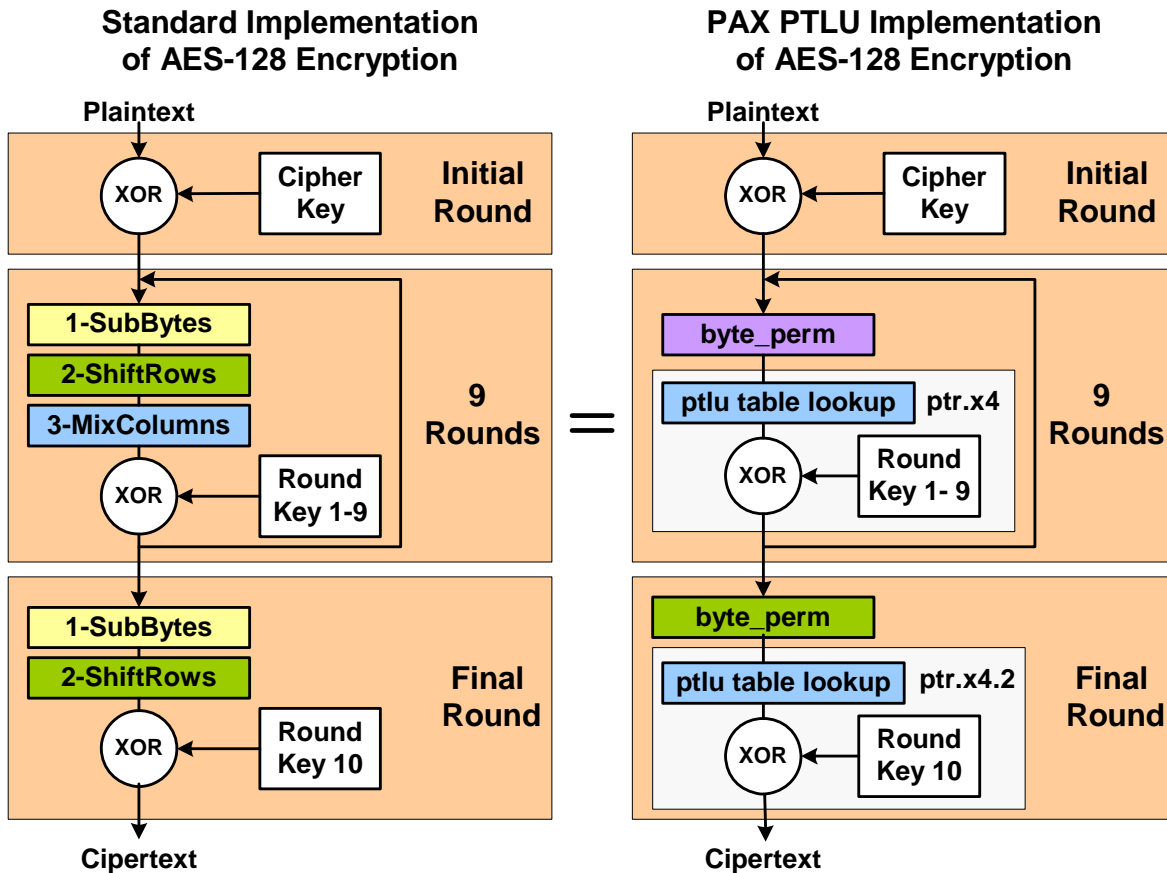 Standard Implementation
of AES-128 Encryption
Plaintext
XOR
Cipher
Key
Initial
Round
1-SubBytes
2-ShiftRows
3-MixColumns
XOR
Round
Key 1-9
9
Rounds
1-SubBytes
2-ShiftRows
XOR
Round
Key 10
Final
Round
Cipertext
=
PAX PTLU Implementation
of AES-128 Encryption
Plaintext
XOR
Cipher
Key
Initial
Round
byte_perm
ptlu table lookup
ptr.x4
XOR
Round
Key 1- 9
9
Rounds
byte_perm
ptlu table lookup
ptr.x4.2
XOR
Round
Key 10
Final
Round
Cipertext